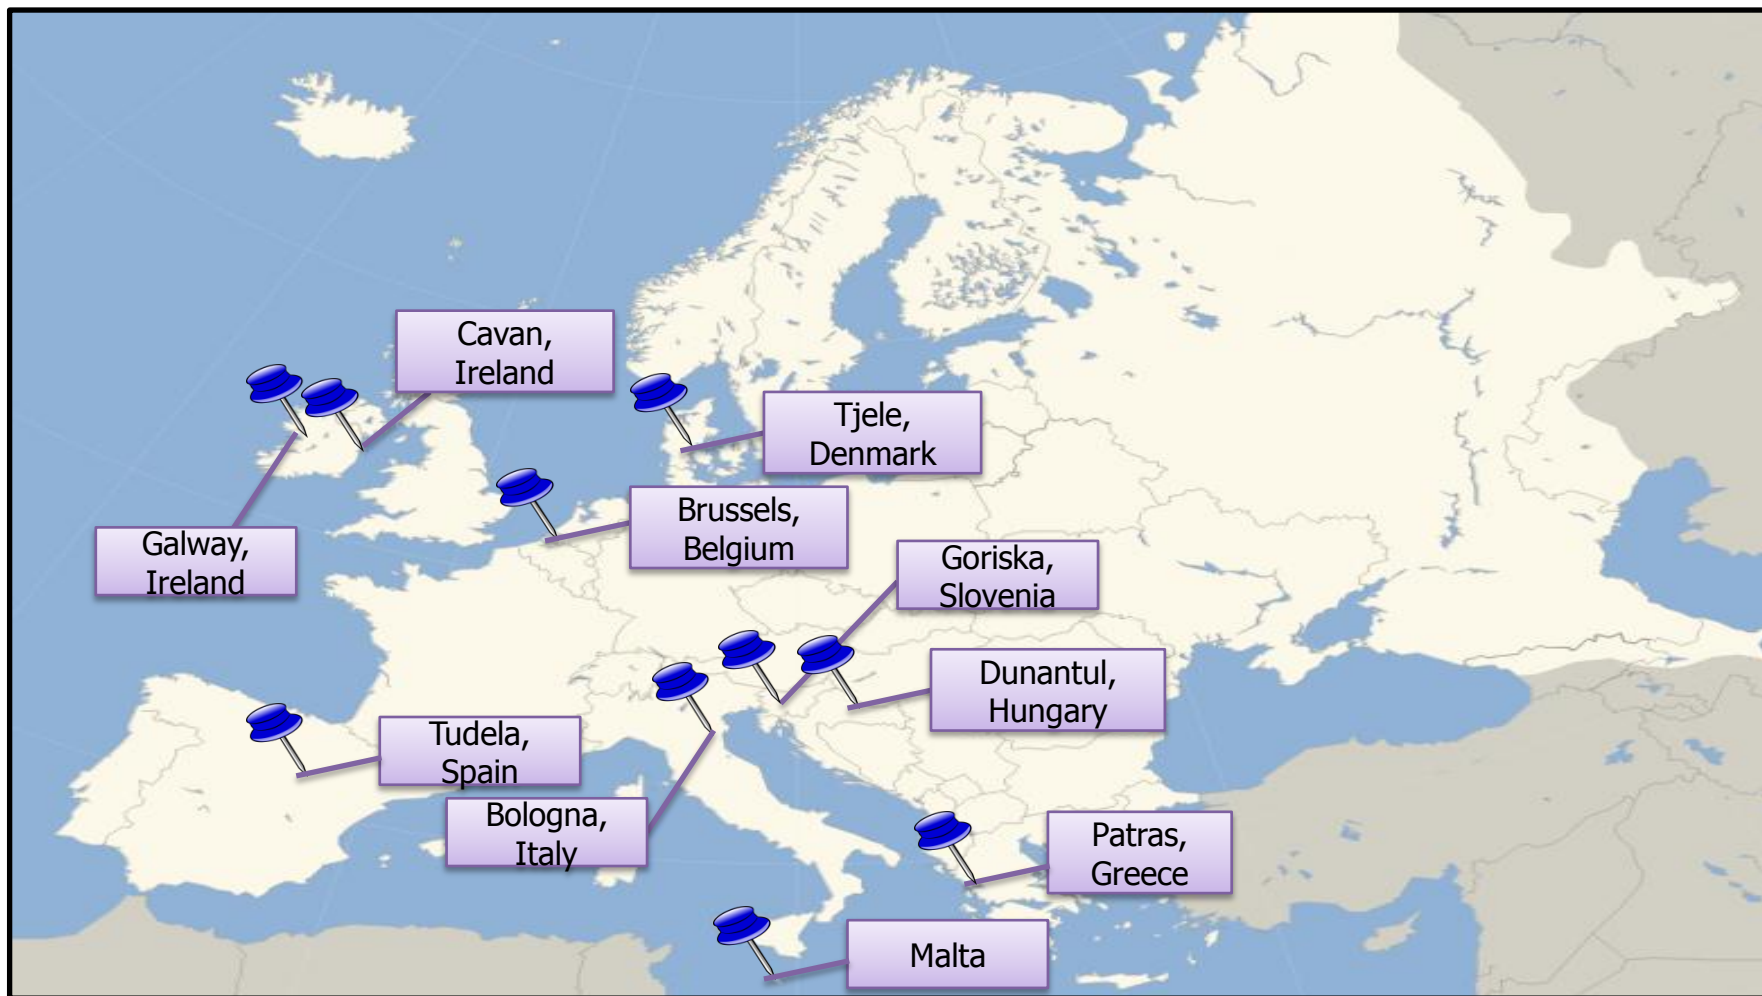 Cavan,
Ireland
Tjele,
Denmark
Brussels,
Belgium
Galway,
Ireland
Goriska,
Slovenia
Dunantul,
Hungary
Tudela,
Spain
Bologna,
Italy
Patras,
Greece
Malta